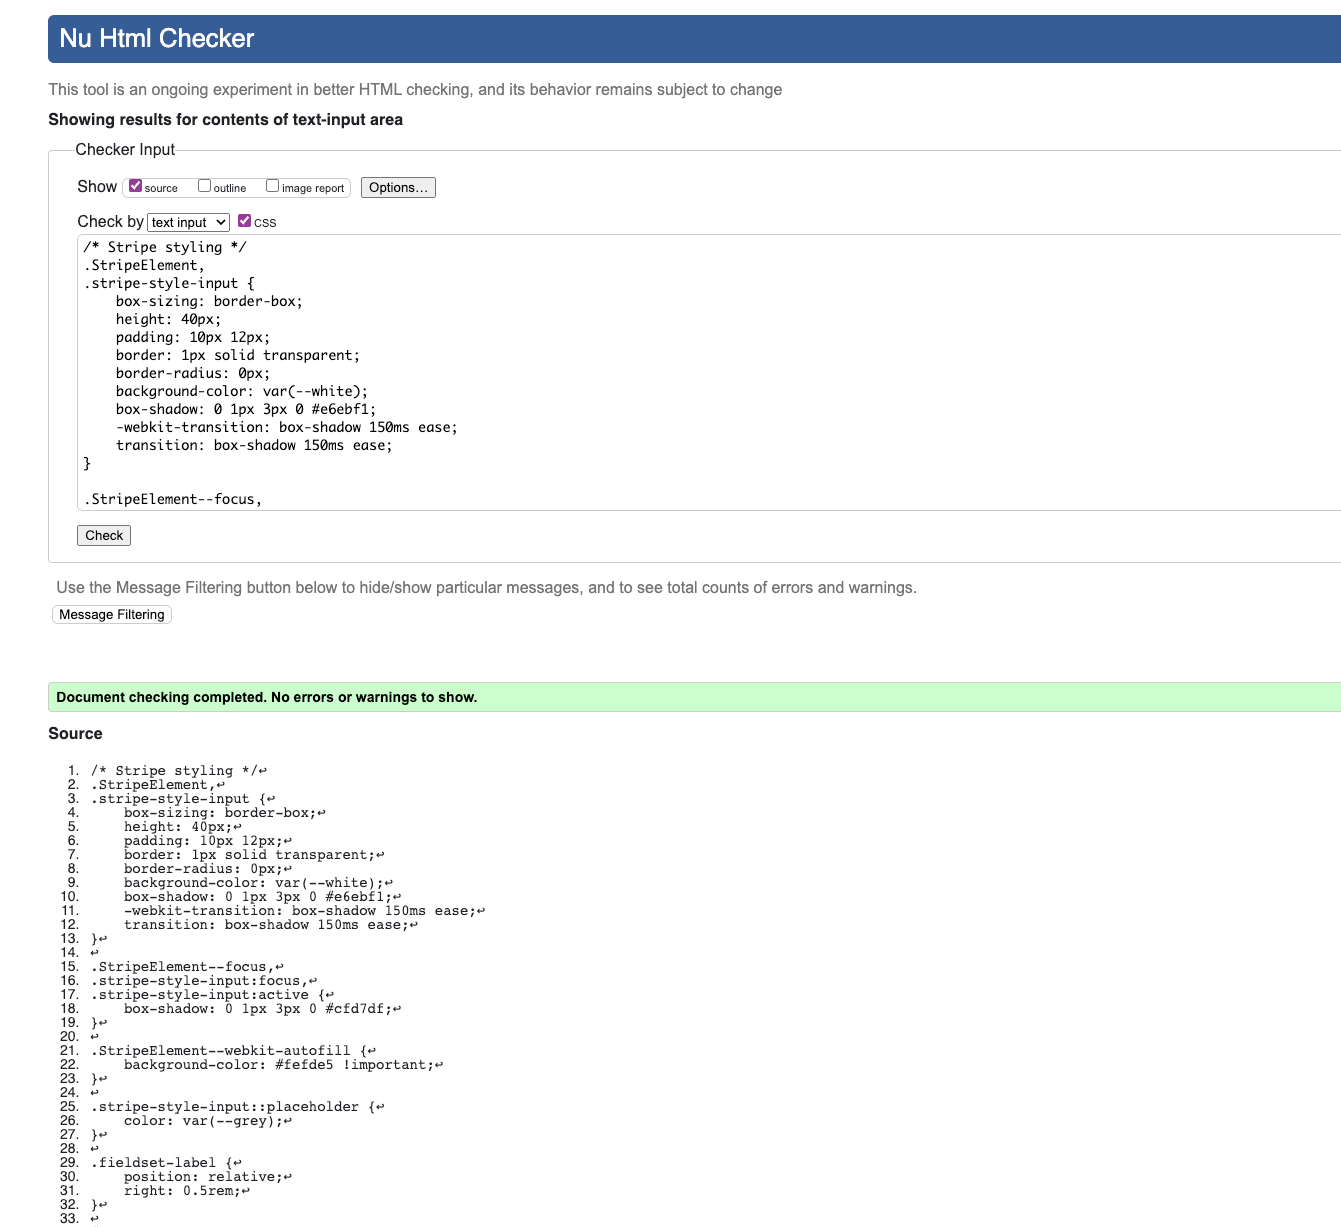 Nu Html Checker
This tool is an ongoing experiment in better HTML checking, and its behavior remains subject to change
Showing results for contents of text-input area
Checker Input
Show source outline image report Options...
Check by text input CSS
/* Stripe styling */
.StripeElement,
.stripe-style-input {
    box-sizing: border-box;
    height: 40px;
    padding: 10px 12px;
    border: 1px solid transparent;
    border-radius: 0px;
    background-color: var(--white);
    box-shadow: 0 1px 3px 0 #e6ebf1;
    -webkit-transition: box-shadow 150ms ease;
    transition: box-shadow 150ms ease;
}
.StripeElement--focus,
Check
Use the Message Filtering button below to hide/show particular messages, and to see total counts of errors and warnings.
Message Filtering
Document checking completed. No errors or warnings to show.
Source
1. /* Stripe styling */↩
2. .StripeElement,↩
3. .stripe-style-input {↩
4.     box-sizing: border-box;↩
5.     height: 40px;↩
6.     padding: 10px 12px;↩
7.     border: 1px solid transparent;↩
8.     border-radius: 0px;↩
9.     background-color: var(--white);↩
10.     box-shadow: 0 1px 3px 0 #e6ebf1;↩
11.     -webkit-transition: box-shadow 150ms ease;↩
12.     transition: box-shadow 150ms ease;↩
13. }↩
14. ↩
15. .StripeElement--focus,↩
16. .stripe-style-input:focus,↩
17. .stripe-style-input:active {↩
18.     box-shadow: 0 1px 3px 0 #cfd7df;↩
19. }↩
20. ↩
21. .StripeElement--webkit-autofill {↩
22.     background-color: #fefde5 !important;↩
23. }↩
24. ↩
25. .stripe-style-input::placeholder {↩
26.     color: var(--grey);↩
27. }↩
28. ↩
29. .fieldset-label {↩
30.     position: relative;↩
31.     right: 0.5rem;↩
32. }↩
33. ↩